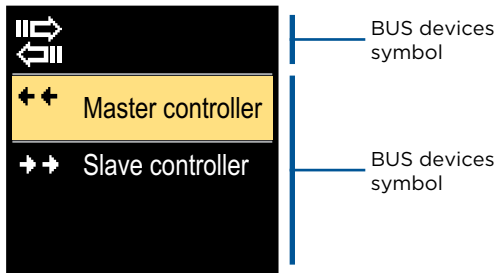 BUS devices
symbol
Master controller
Slave controller
BUS devices
symbol